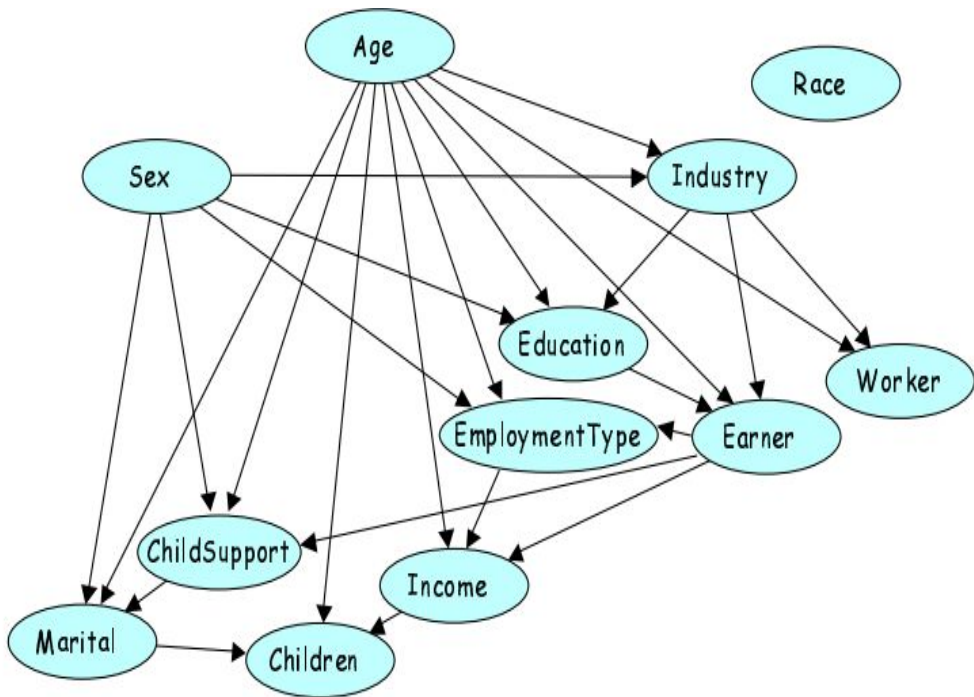 Age
Race
Sex
Industry
Education
Worker
EmploymentType
Earner
ChildSupport
Income
Marital
Children